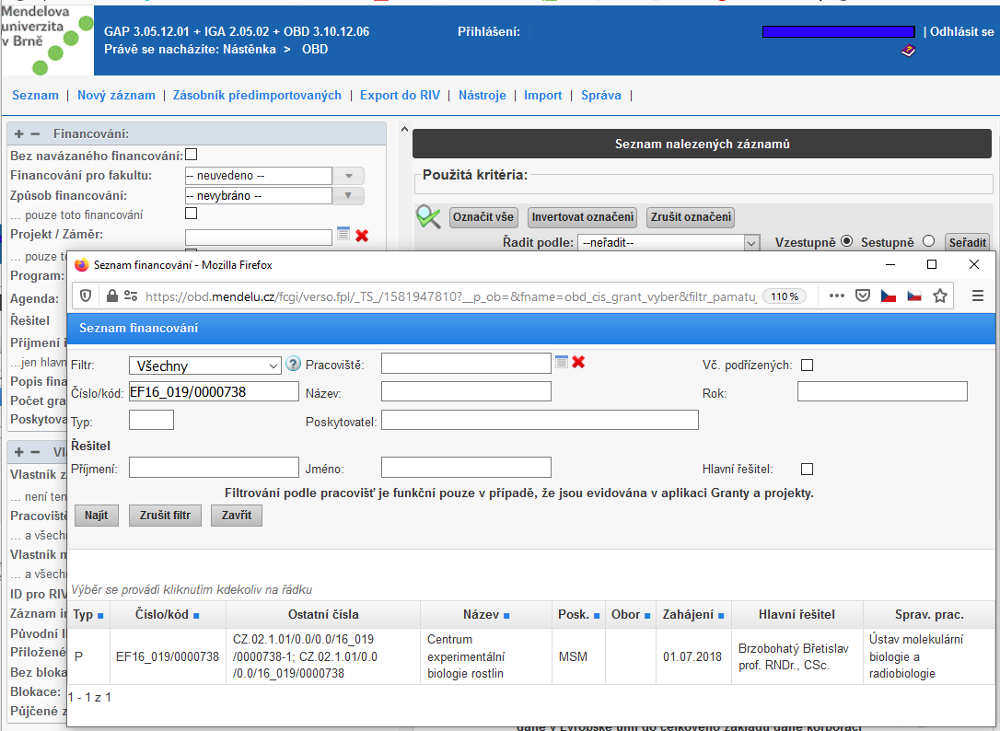 Mendelova
univerzita
v Brně
GAP 3.05.12.01 + IGA 2.05.02 + OBD 3.10.12.06
Právě se nacházíte: Nástěnka > OBD
Přihlášení:
| Odhlásit se
Seznam | Nový záznam | Zásobník předimportovaných | Export do RIV | Nástroje | Import | Správa |
Financování:
Bez navázaného financování:
Financování pro fakultu: -- neuvedeno --
Způsob financování: -- nevybráno --
... pouze toto financování
Projekt / Záměr:
... pouze to
Program:
Agenda:
Řešitel
Příjmení
...jen hlavn
Popis fina
Počet gra
Poskytova
Vl
Vlastník z
... není ten
Pracoviště
... a všech
Vlastník n
... a všech
ID pro RIV
Záznam in
Původní I
Přiložené
Bez bloka
Blokace:
Půjčené z
Seznam nalezených záznamů
Použitá kritéria:
Označit vše Invertovat označení Zrušit označení
Řadit podle: --neřadit-- Vzestupně Sestupně Seřadit
Seznam financování - Mozilla Firefox
https://obd.mendelu.cz/fcgi/verso.fpl/_TS_/1581947810?__p_ob=&fname=obd_cis_grant_vyber&filtr_pamatuj 110 %
Seznam financování
Filtr: Všechny Pracoviště: Vč. podřízených:
Číslo/kód: EF16_019/0000738 Název: Rok:
Typ: Poskytovatel:
Řešitel
Příjmení: Jméno: Hlavní řešitel:
Filtrování podle pracovišť je funkční pouze v případě, že jsou evidována v aplikaci Granty a projekty.
Najít Zrušit filtr Zavřít
Výběr se provádí kliknutím kdekoliv na řádku
Typ Číslo/kód Ostatní čísla Název Posk. Obor Zahájení Hlavní řešitel Sprav. prac.
P EF16_019/0000738
CZ.02.1.01/0.0/0.0/16_019
/0000738-1; CZ.02.1.01/0.0
/0.0/16_019/0000738
Centrum
experimentální
biologie rostlin
MSM 01.07.2018
Brzobohatý Břetislav
prof. RNDr., CSc.
Ústav molekulární
biologie a
radiobiologie
1 - 1 z 1
dané v Evropské unii do celkového základu daně korporací